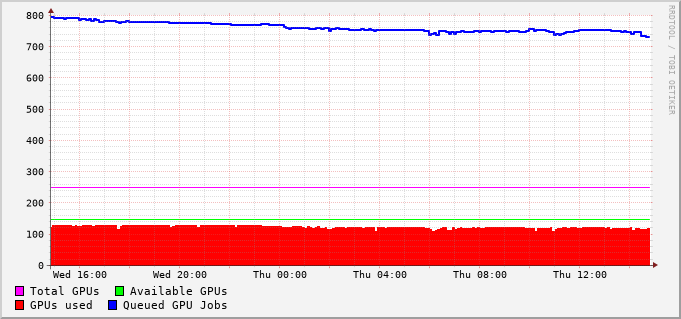 800
700
600
500
400
300
200
100
0
Wed 16:00 Wed 20:00 Thu 00:00 Thu 04:00 Thu 08:00 Thu 12:00
Total GPUs Available GPUs
GPUs used Queued GPU Jobs
RRDTOOL / TOBI OETIKER